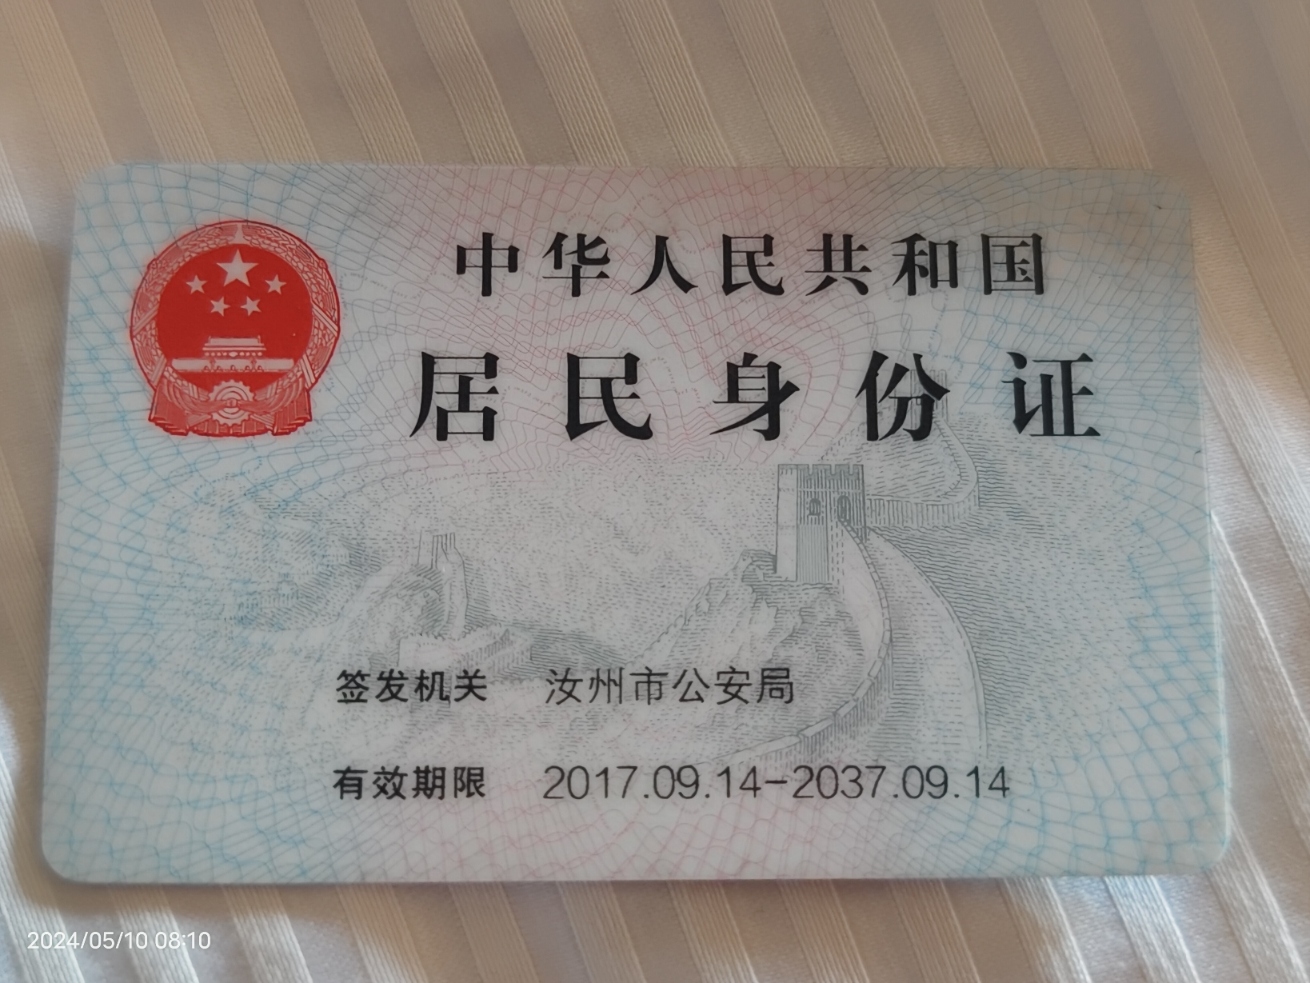 中华人民共和国
居民身份证
签发机关 汝州市公安局
有效期限 2017.09.14-2037.09.14
2024/05/10 08:10